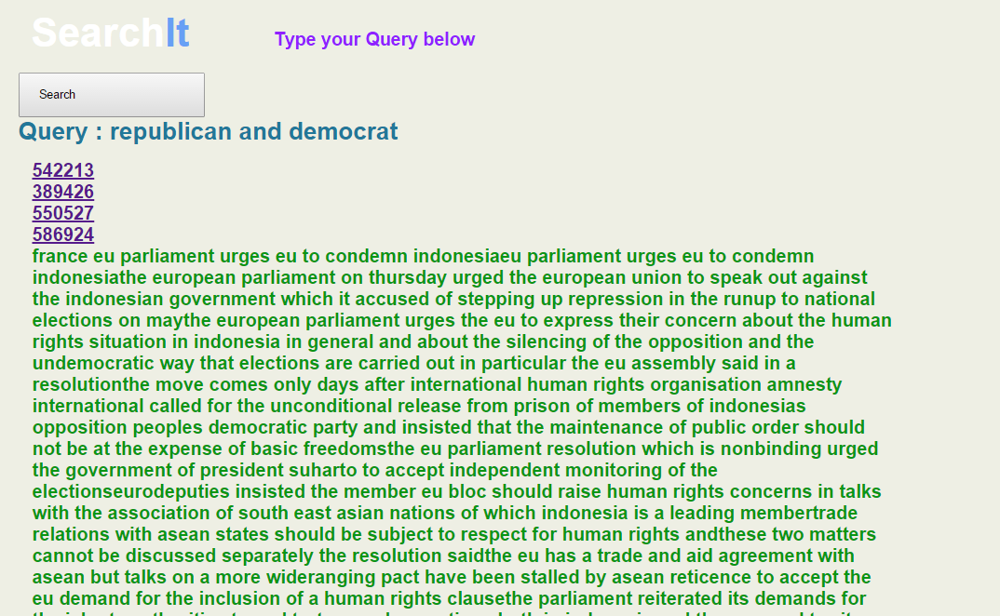 SearchIt
Type your Query below
Search
Query : republican and democrat
542213
389426
550527
586924
france eu parliament urges eu to condemn indonesiaeu parliament urges eu to condemn
indonesiathe european parliament on thursday urged the european union to speak out against
the indonesian government which it accused of stepping up repression in the runup to national
elections on maythe european parliament urges the eu to express their concern about the human
rights situation in indonesia in general and about the silencing of the opposition and the
undemocratic way that elections are carried out in particular the eu assembly said in a
resolutionthe move comes only days after international human rights organisation amnesty
international called for the unconditional release from prison of members of indonesias
opposition peoples democratic party and insisted that the maintenance of public order should
not be at the expense of basic freedomsthe eu parliament resolution which is nonbinding urged
the government of president suharto to accept independent monitoring of the
electionseurodeputies insisted the member eu bloc should raise human rights concerns in talks
with the association of south east asian nations of which indonesia is a leading membertrade
relations with asean states should be subject to respect for human rights andthese two matters
cannot be discussed separately the resolution saidthe eu has a trade and aid agreement with
asean but talks on a more wideranging pact have been stalled by asean reticence to accept the
eu demand for the inclusion of a human rights clausethe parliament reiterated its demands for